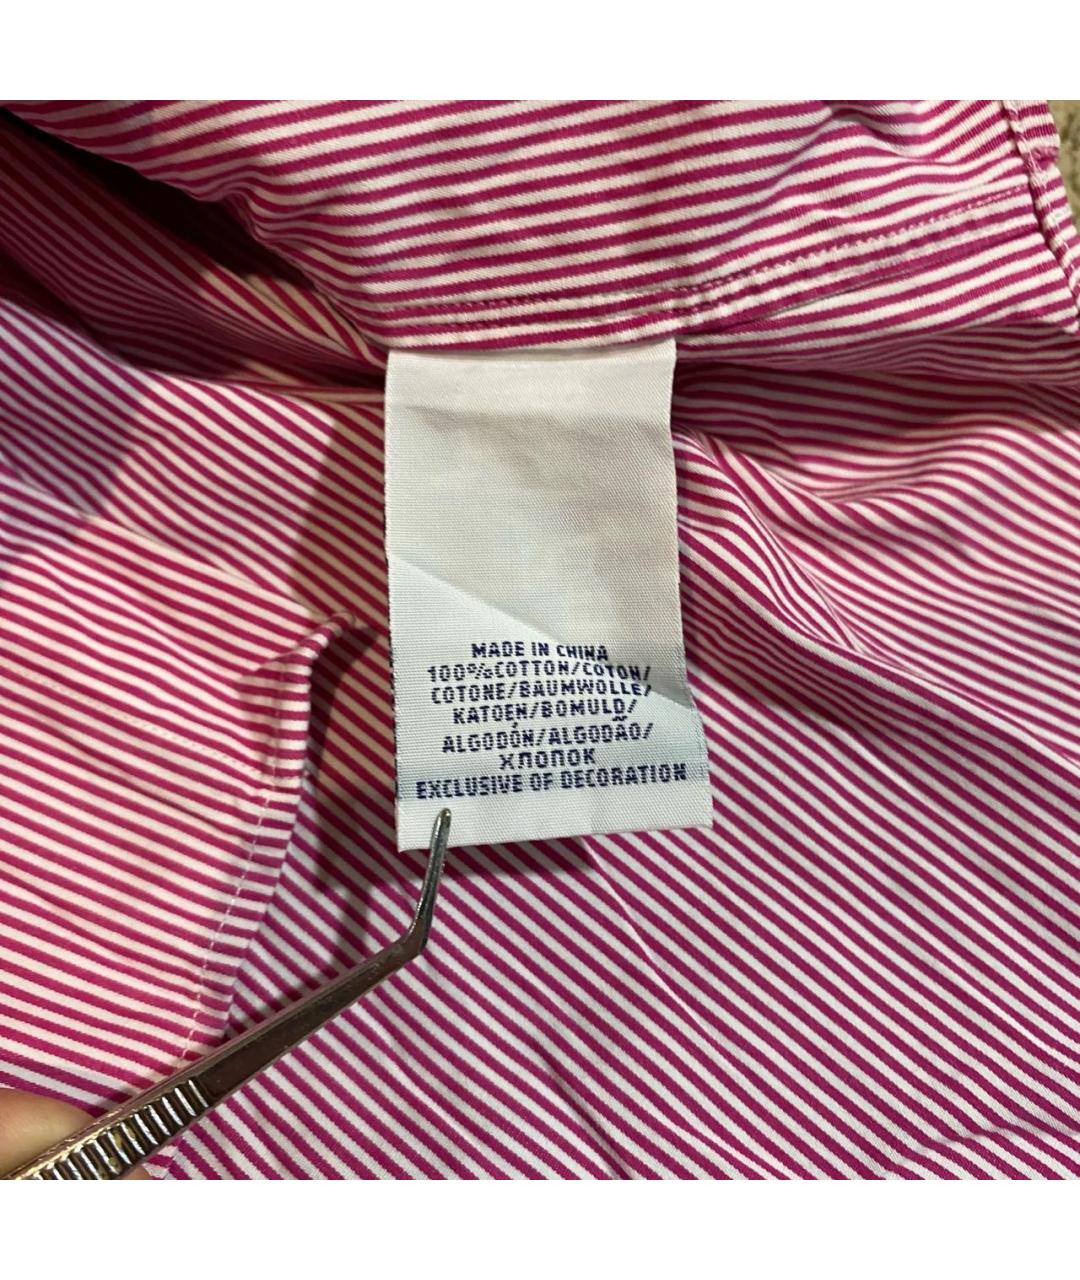 MADE IN CHINA
100%COTTON/COTON/
COTONE/BAUMWOLLE/
KATOEN/BOMULD/
ALGODÓN/ALGODÃO/
ХЛОПОК
EXCLUSIVE OF DECORATION